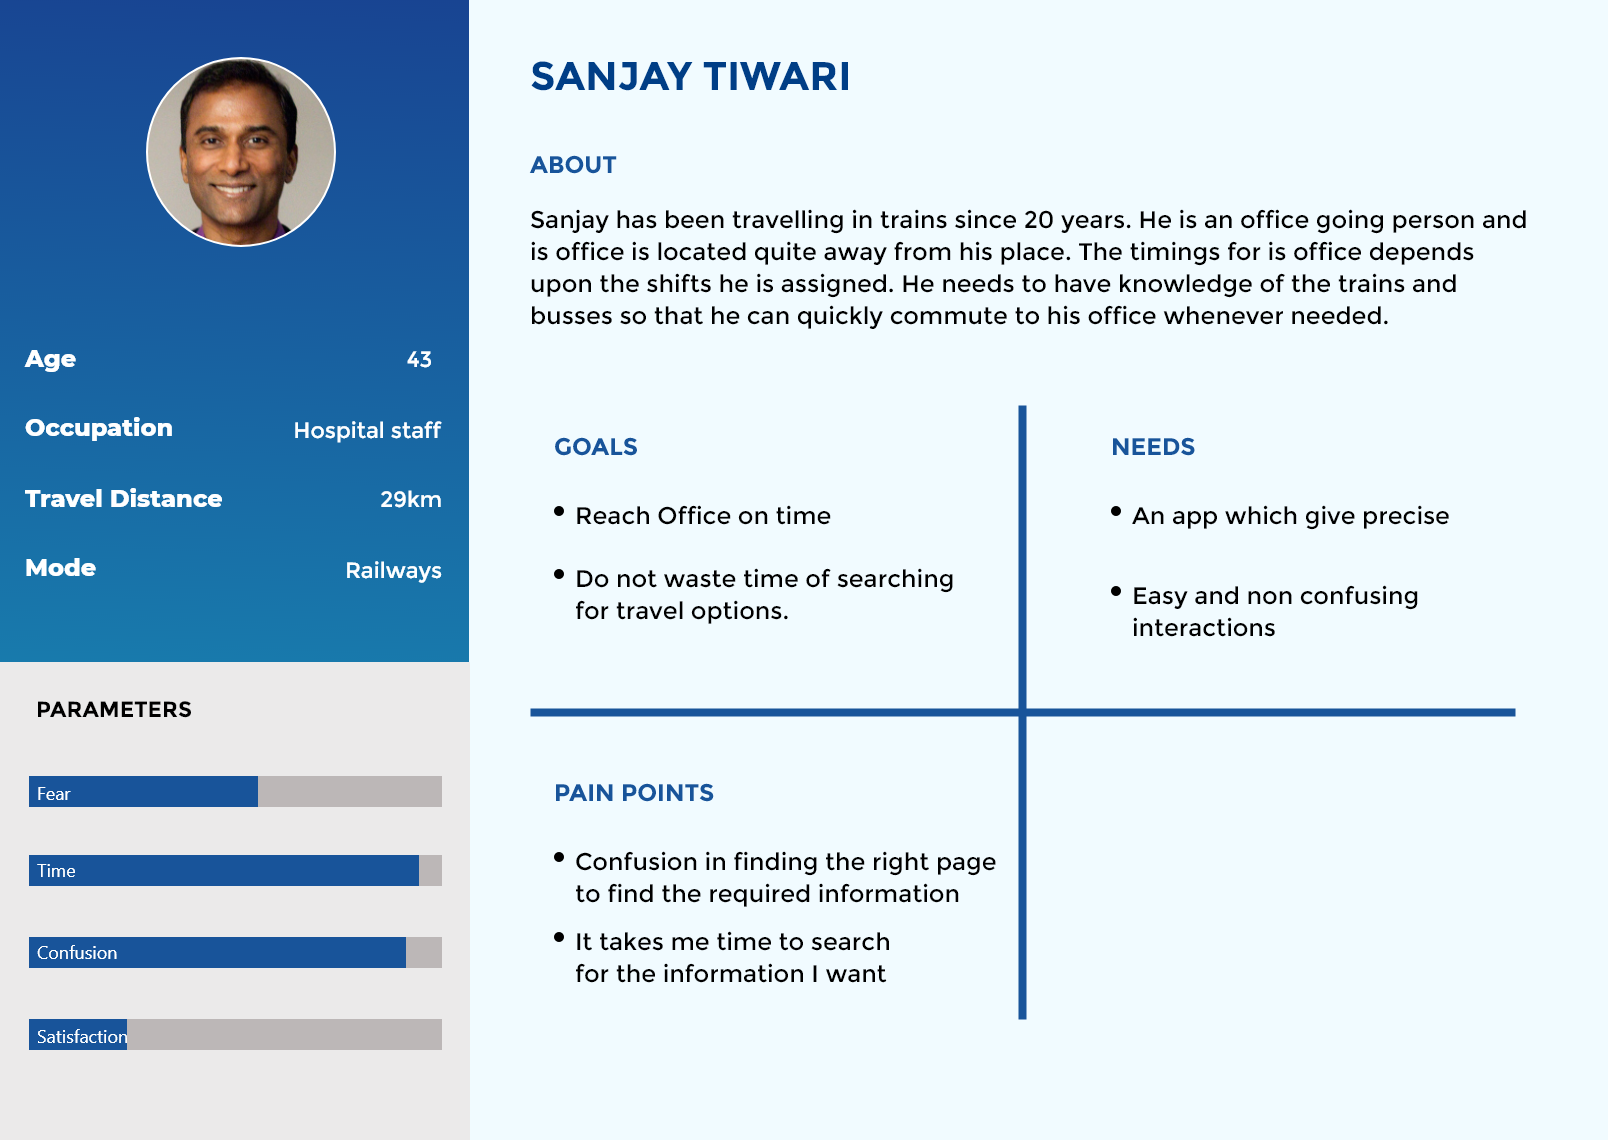 SANJAY TIWARI
ABOUT
Sanjay has been travelling in trains since 20 years. He is an office going person and
is office is located quite away from his place. The timings for is office depends
upon the shifts he is assigned. He needs to have knowledge of the trains and
busses so that he can quickly commute to his office whenever needed.
Age 43
Occupation Hospital staff
Travel Distance 29km
Mode Railways
PARAMETERS
Fear
Time
Confusion
Satisfaction
GOALS
• Reach Office on time
• Do not waste time of searching
for travel options.
NEEDS
• An app which give precise
• Easy and non confusing
interactions
PAIN POINTS
• Confusion in finding the right page
to find the required information
• It takes me time to search
for the information I want